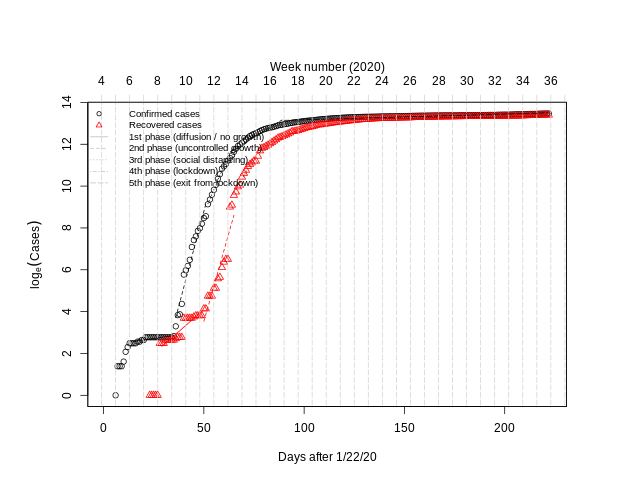 Week number (2020)
4 6 8 9 11 13 14 16 18 20 22 24 26 28 30 32 34 36
Confirmed cases
Recovered cases
1st phase (diffusion / no growth)
2nd phase (uncontrolled growth)
3rd phase (social distancing)
4th phase (lockdown)
5th phase (exit from lockdown)
14
12
10
8
6
4
2
0
logₑ(Cases)
0 50 100 150 200
Days after 1/22/20